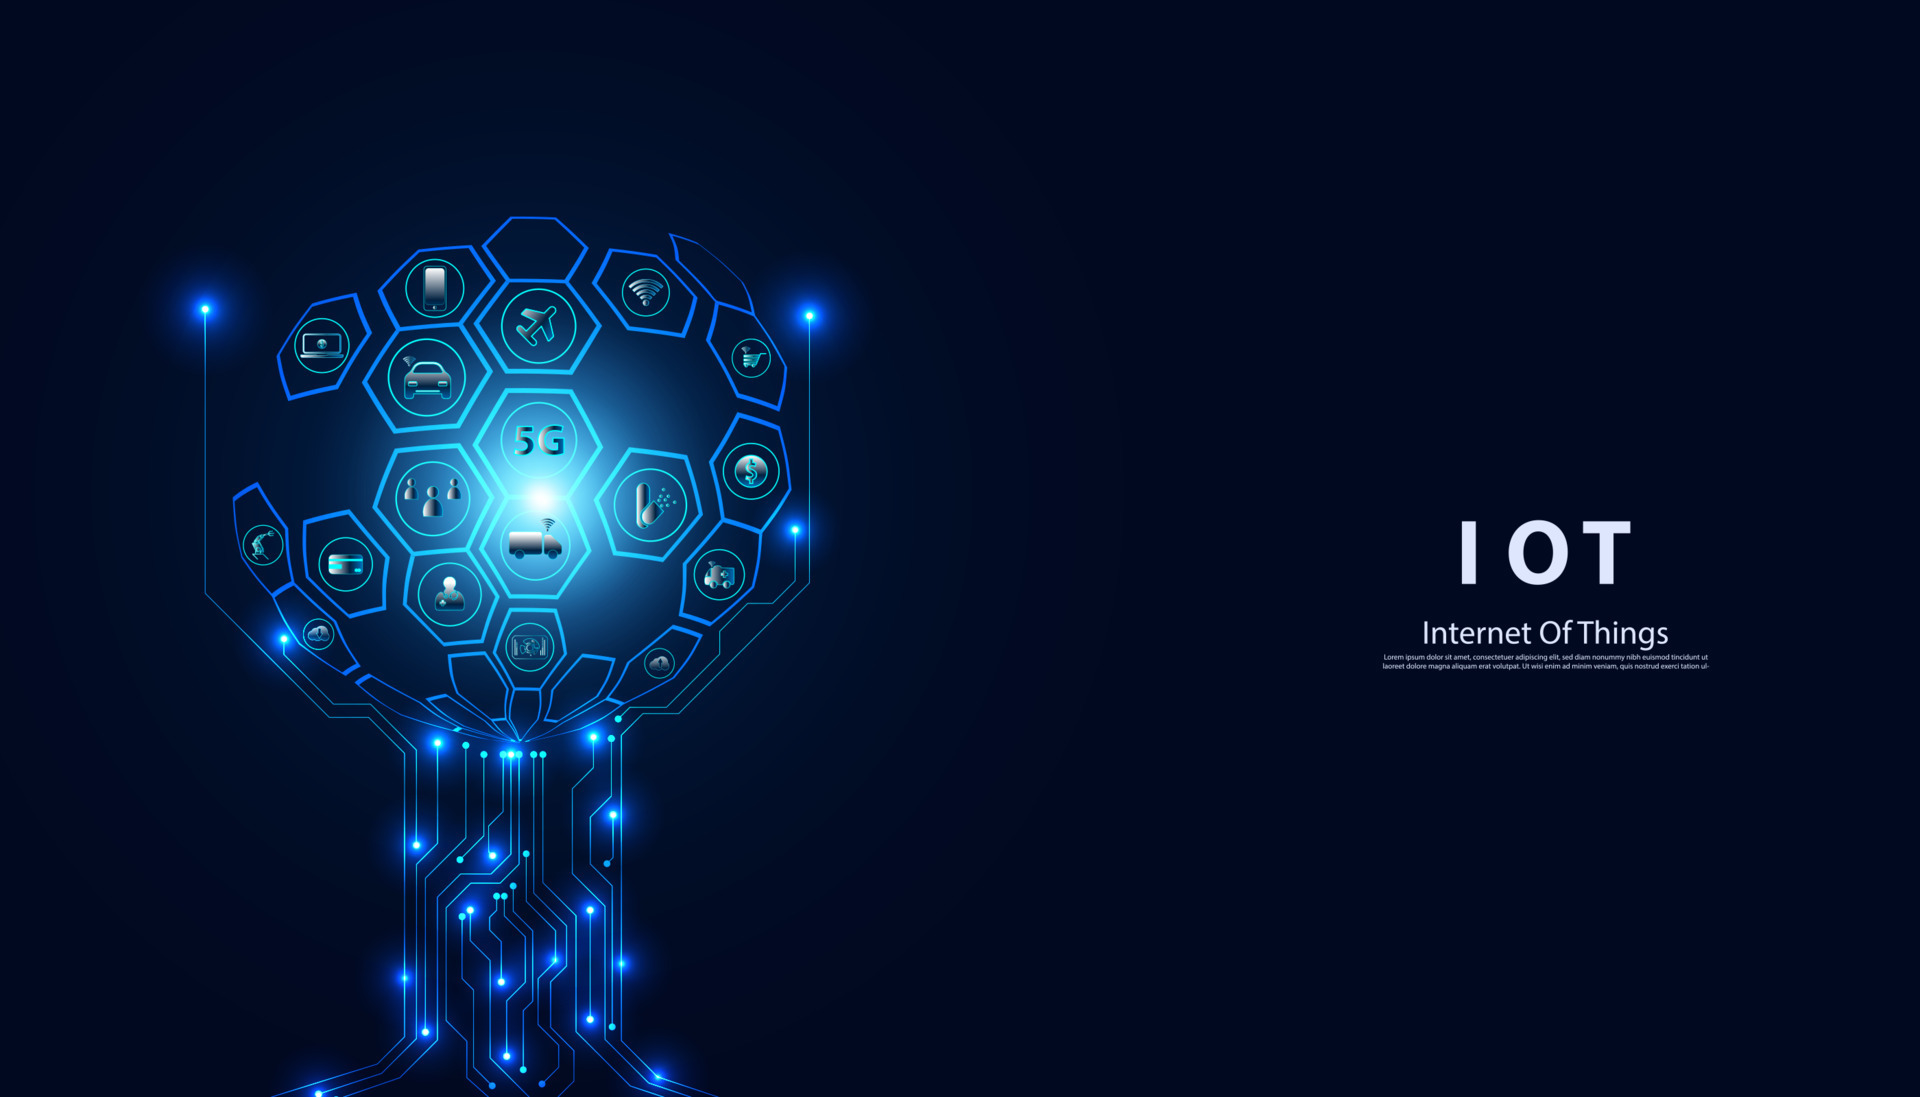 5G
IOT
Internet Of Things
Lorem ipsum dolor sit amet, consectetuer adipiscing elit, sed diam nonummy nibh euismod tincidunt ut
laoreet dolore magna aliquam erat volutpat. Ut wisi enim ad minim veniam, quis nostrud exerci tation ul-